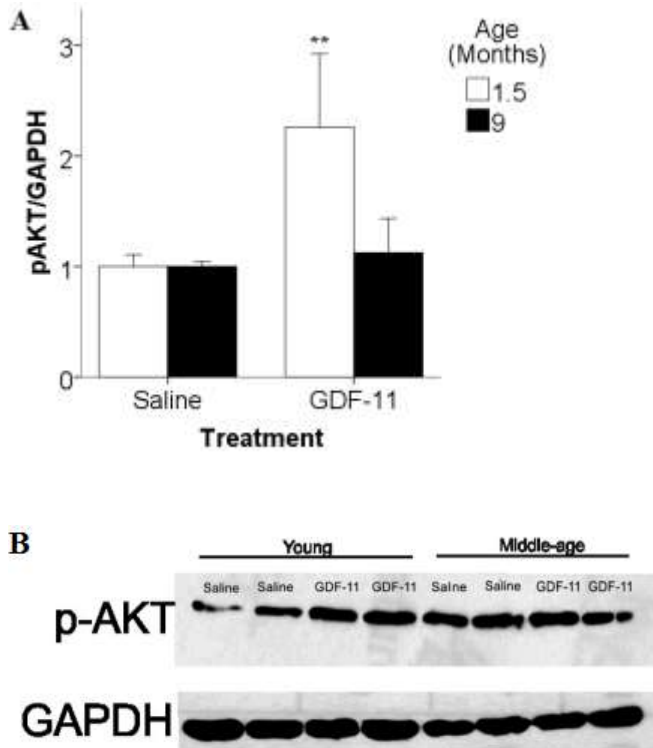 A
3
2
1
0
pAKT/GAPDH
**
Age
(Months)
1.5
9
Saline GDF-11
Treatment
B
Young Middle-age
Saline Saline GDF-11 GDF-11 Salne Saline GDF-11 GDF-11
p-AKT
GAPDH